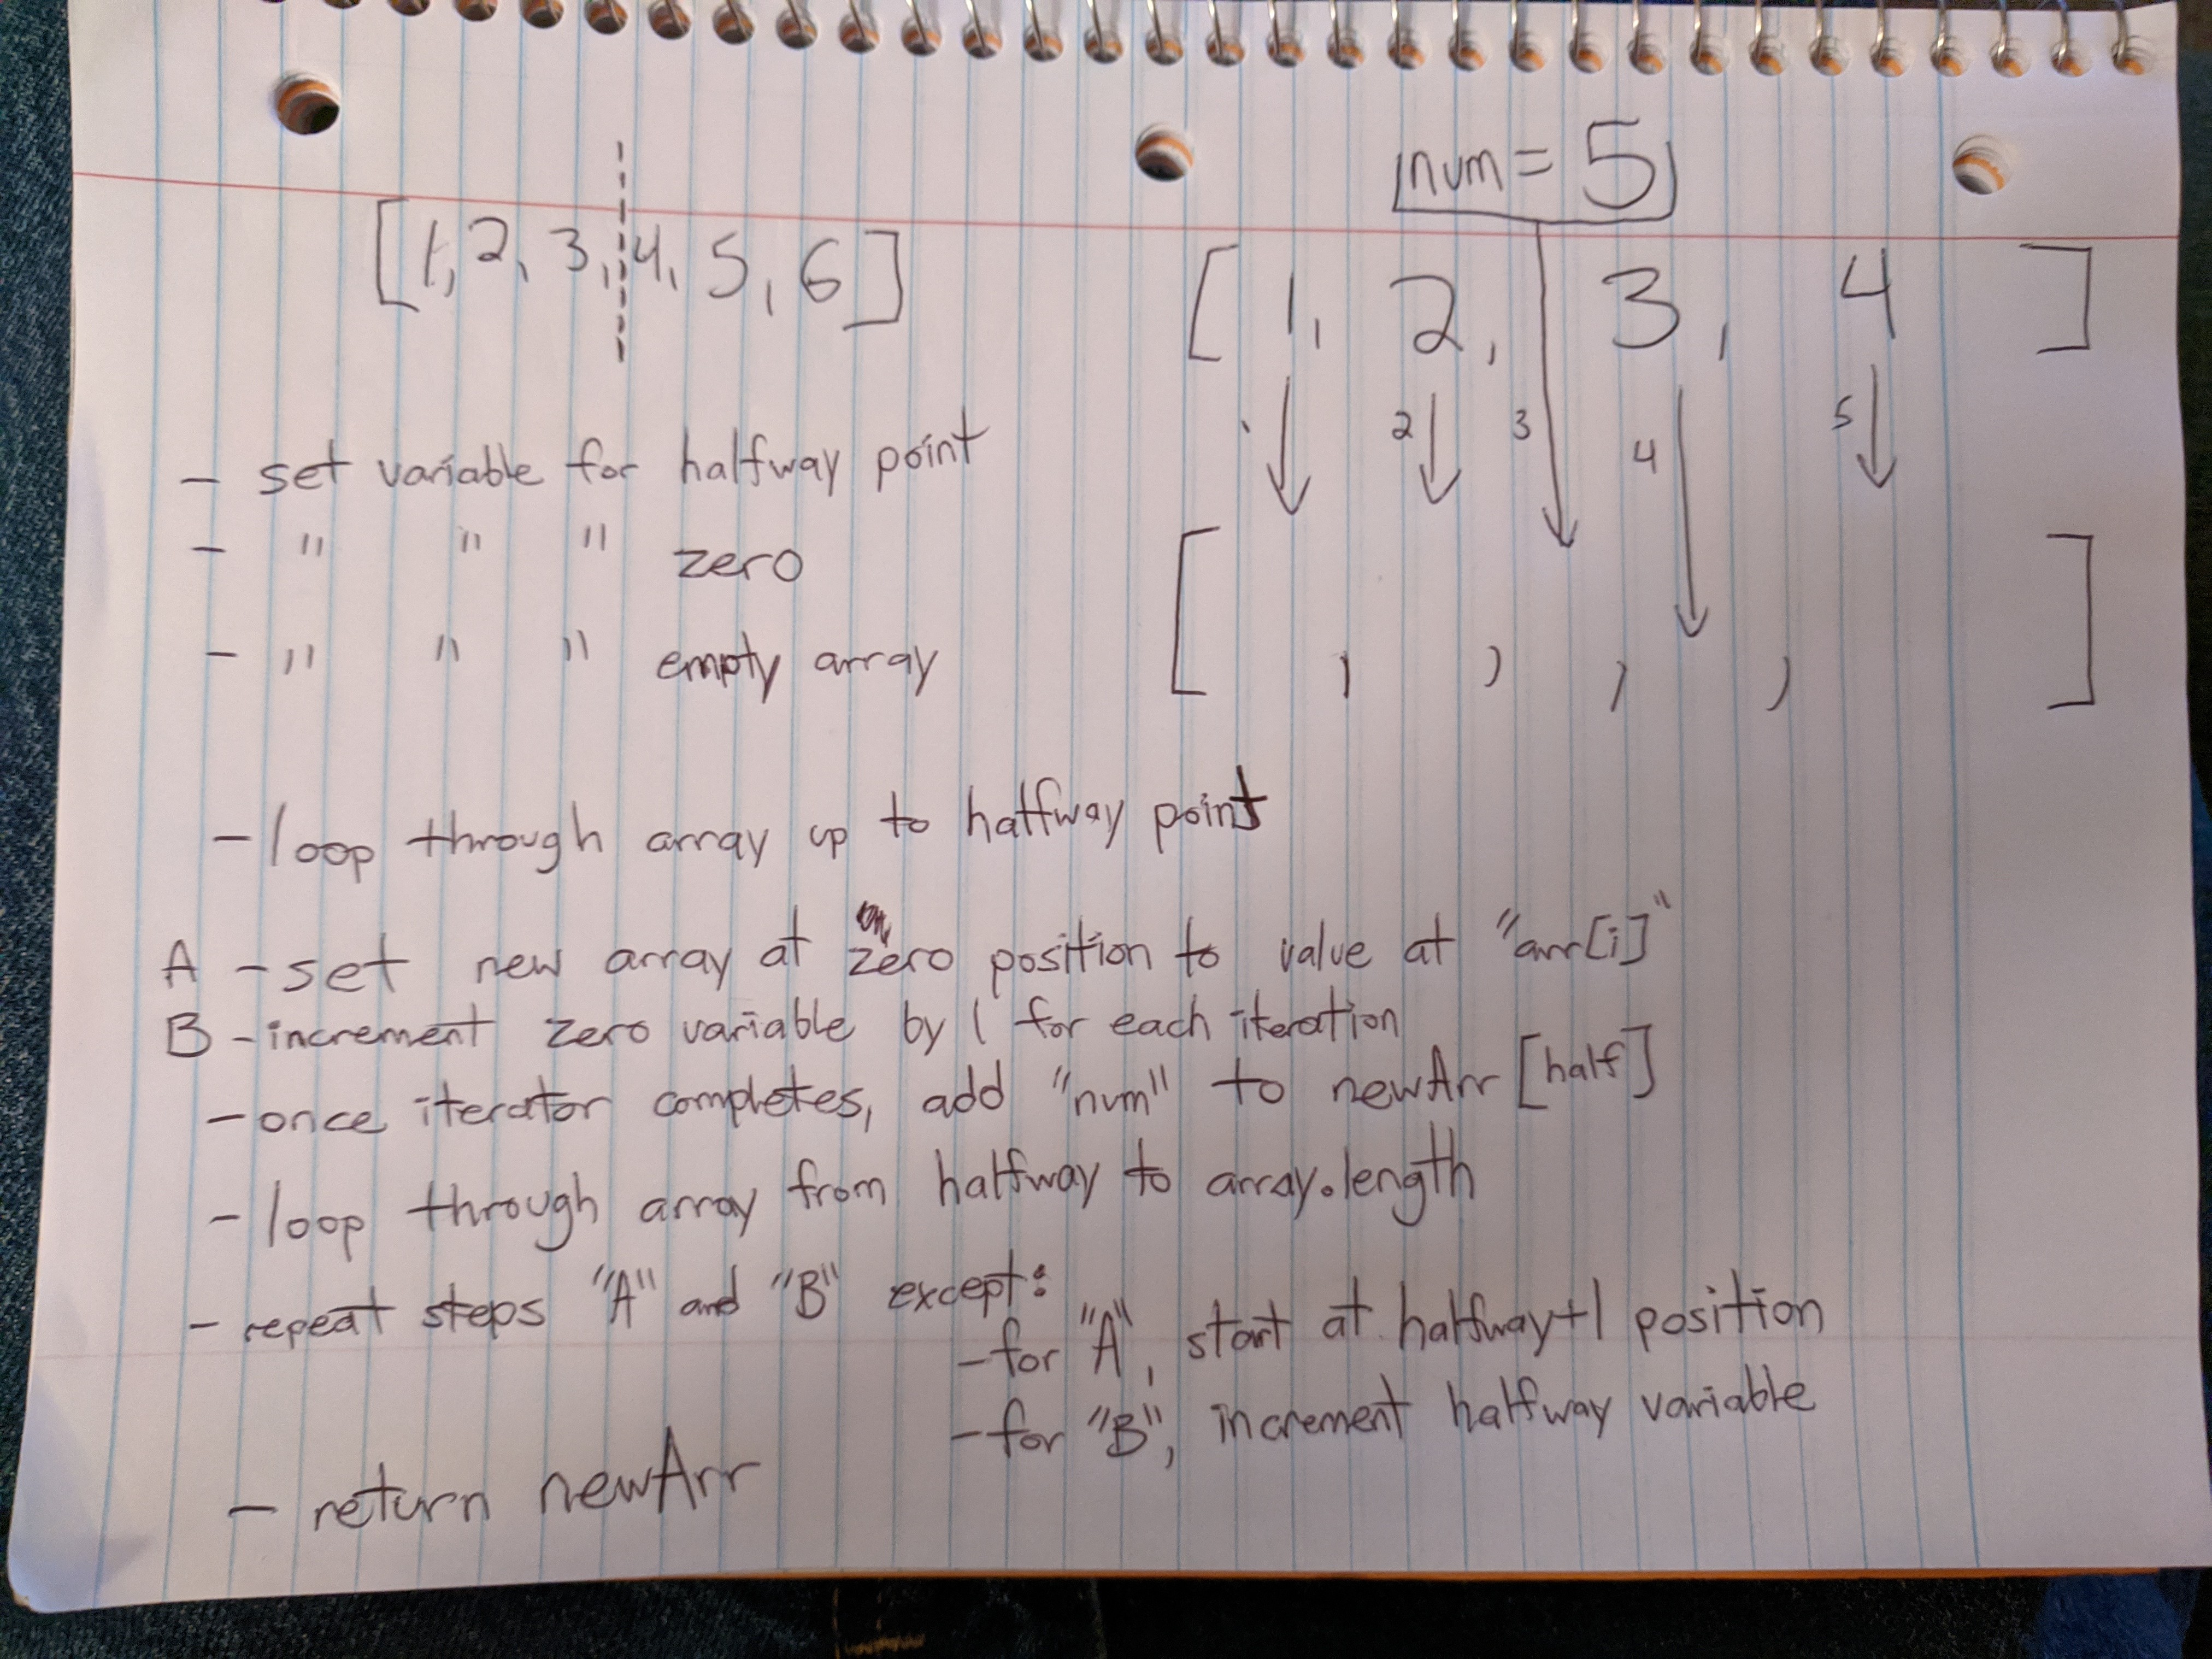 num = 5
[1, 2, 3, 4, 5, 6]
[1, 2, 3, 4]
2 3 4 5
[ , , , , ]
- set variable for halfway point
- " " " zero
- " " " empty array
- loop through array up to halfway point
A - set new array at zero position to value at "arr[i]"
B - increment zero variable by 1 for each iteration
- once iterator completes, add "num" to newArr [half]
- loop through array from halfway to array.length
- repeat steps "A" and "B" except:
- for "A", start at halfway+1 position
- for "B", increment halfway variable
- return newArr